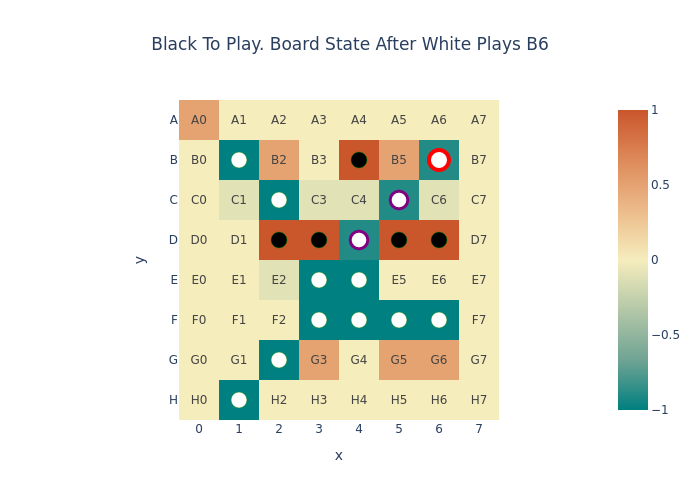 Black To Play. Board State After White Plays B6
A A0 A1 A2 A3 A4 A5 A6 A7
B B0 B2 B3 B5 B7
C C0 C1 C3 C4 C6 C7
D D0 D1 D7
E E0 E1 E2 E5 E6 E7
F F0 F1 F2 F7
G G0 G1 G3 G4 G5 G6 G7
H H0 H2 H3 H4 H5 H6 H7
0 1 2 3 4 5 6 7
x
y
1
0.5
0
−0.5
−1